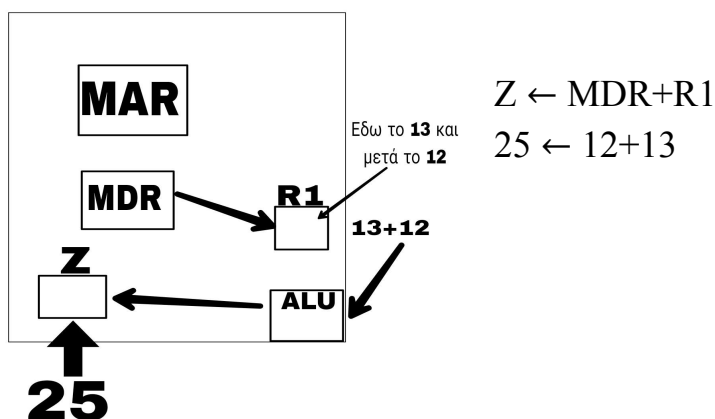 MAR
MDR
R1
Εδω το 13 και
μετά το 12
13+12
Z
ALU
25
Z ← MDR+R1
25 ← 12+13